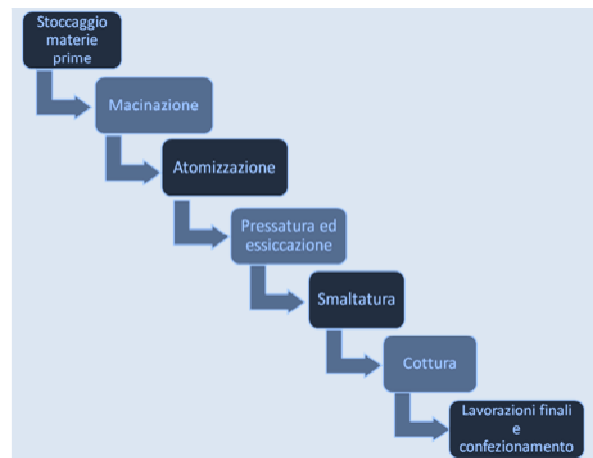 Stoccaggio
materie
prime
Macinazione
Atomizzazione
Pressatura ed
essiccazione
Smaltatura
Cottura
Lavorazioni finali
e
confezionamento